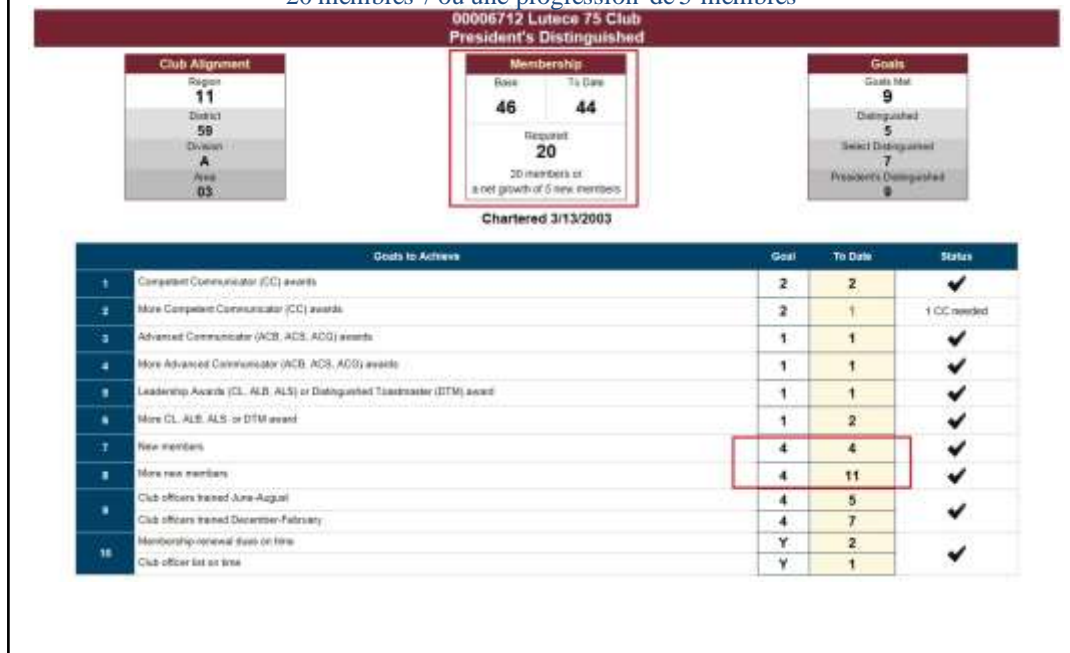 20 membres / ou une progression de 5 membres
00006712 Lutece 75 Club
President's Distinguished
Club Alignment
Region
11
District
59
Division
A
Area
03
Membership
Base To Date
46 44
Required
20
20 members or
a net growth of 5 new members
Goals
Goals Met
9
Distinguished
5
Select Distinguished
7
President's Distinguished
9
Chartered 3/13/2003
Goals to Achieve Goal To Date Status
1 Competent Communicator (CC) awards 2 2 ✔
2 More Competent Communicator (CC) awards 2 1 1 CC needed
3 Advanced Communicator (ACB, ACS, ACG) awards 1 1 ✔
4 More Advanced Communicator (ACB, ACS, ACG) awards 1 1 ✔
5 Leadership Awards (CL, ALB, ALS) or Distinguished Toastmaster (DTM) award 1 1 ✔
6 More CL, ALB, ALS, or DTM award 1 2 ✔
7 New members 4 4 ✔
8 More new members 4 11 ✔
9 Club officers trained June-August 4 5 ✔
Club officers trained December-February 4 7
10 Membership-renewal dues on time Y 2 ✔
Club officer list on time Y 1